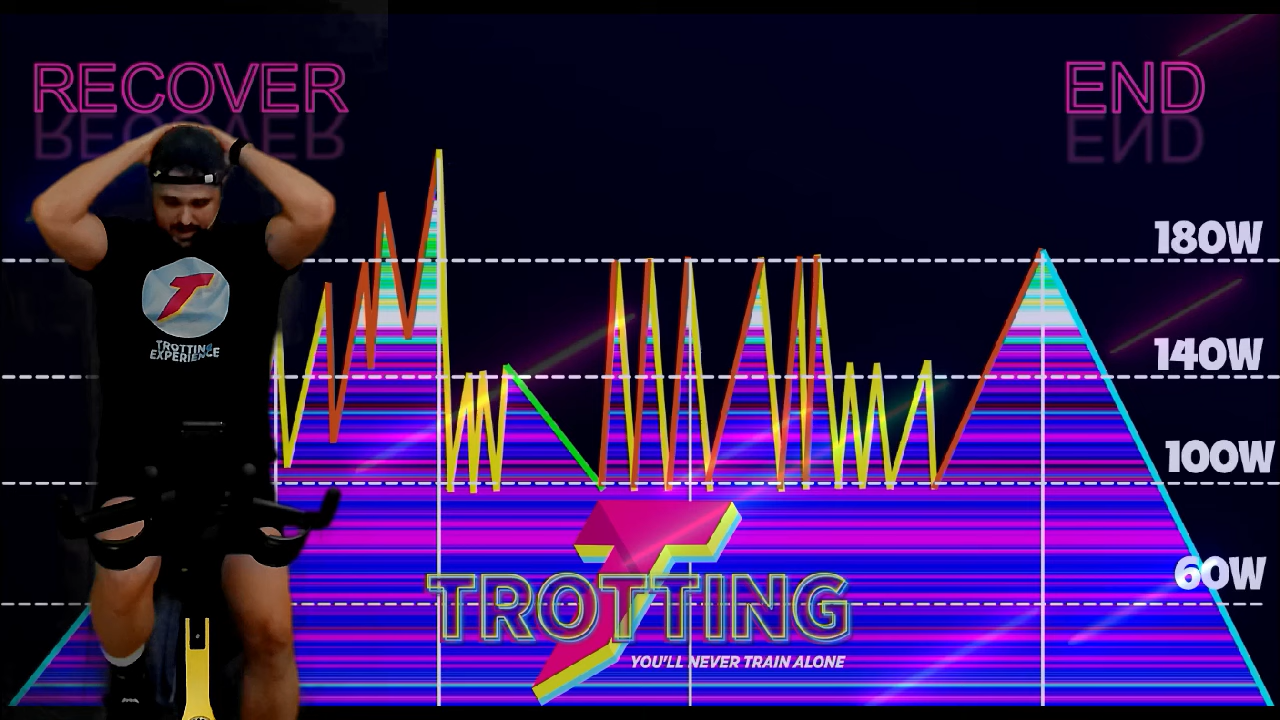 RECOVER
END
180W
140W
100W
60W
TROTTING
EXPERIENCE
TROTTING
YOU'LL NEVER TRAIN ALONE